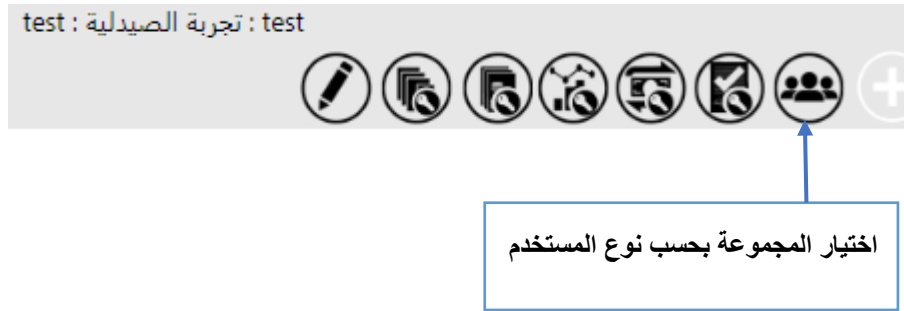 test : تجربة الصيدلية : test
اختيار المجموعة بحسب نوع المستخدم